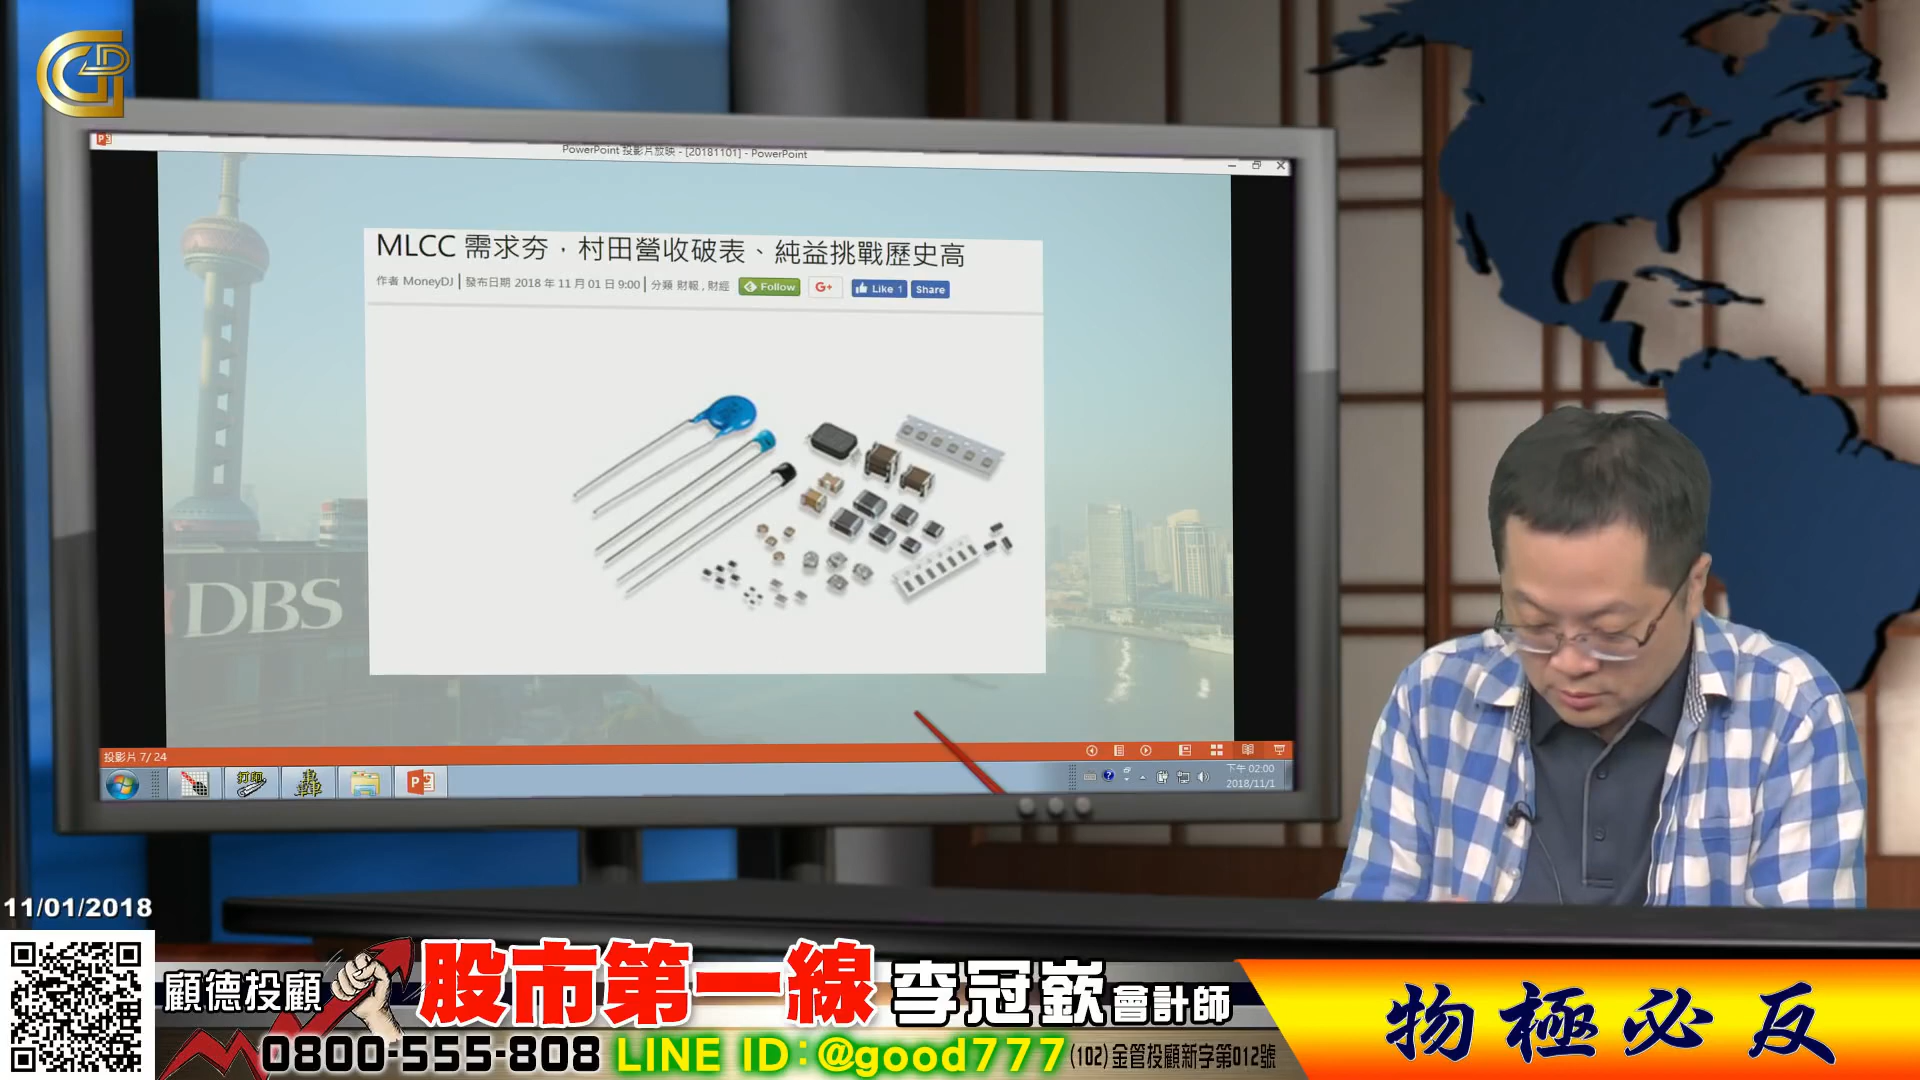 PowerPoint 投影片放映 - [20181101] - PowerPoint
MLCC 需求夯，村田營收破表、純益挑戰歷史高
作者 MoneyDJ | 發布日期 2018 年 11 月 01 日 9:00 | 分類 財報 , 財經 Follow G+ Like 1 Share
DBS
投影片 7/ 24
打印
下午 02:00
2018/11/1
11/01/2018
顧德投顧
股市第一線
李冠嶔會計師
0800-555-808
LINE ID:@good777
(102)金管投顧新字第012號
物極必反